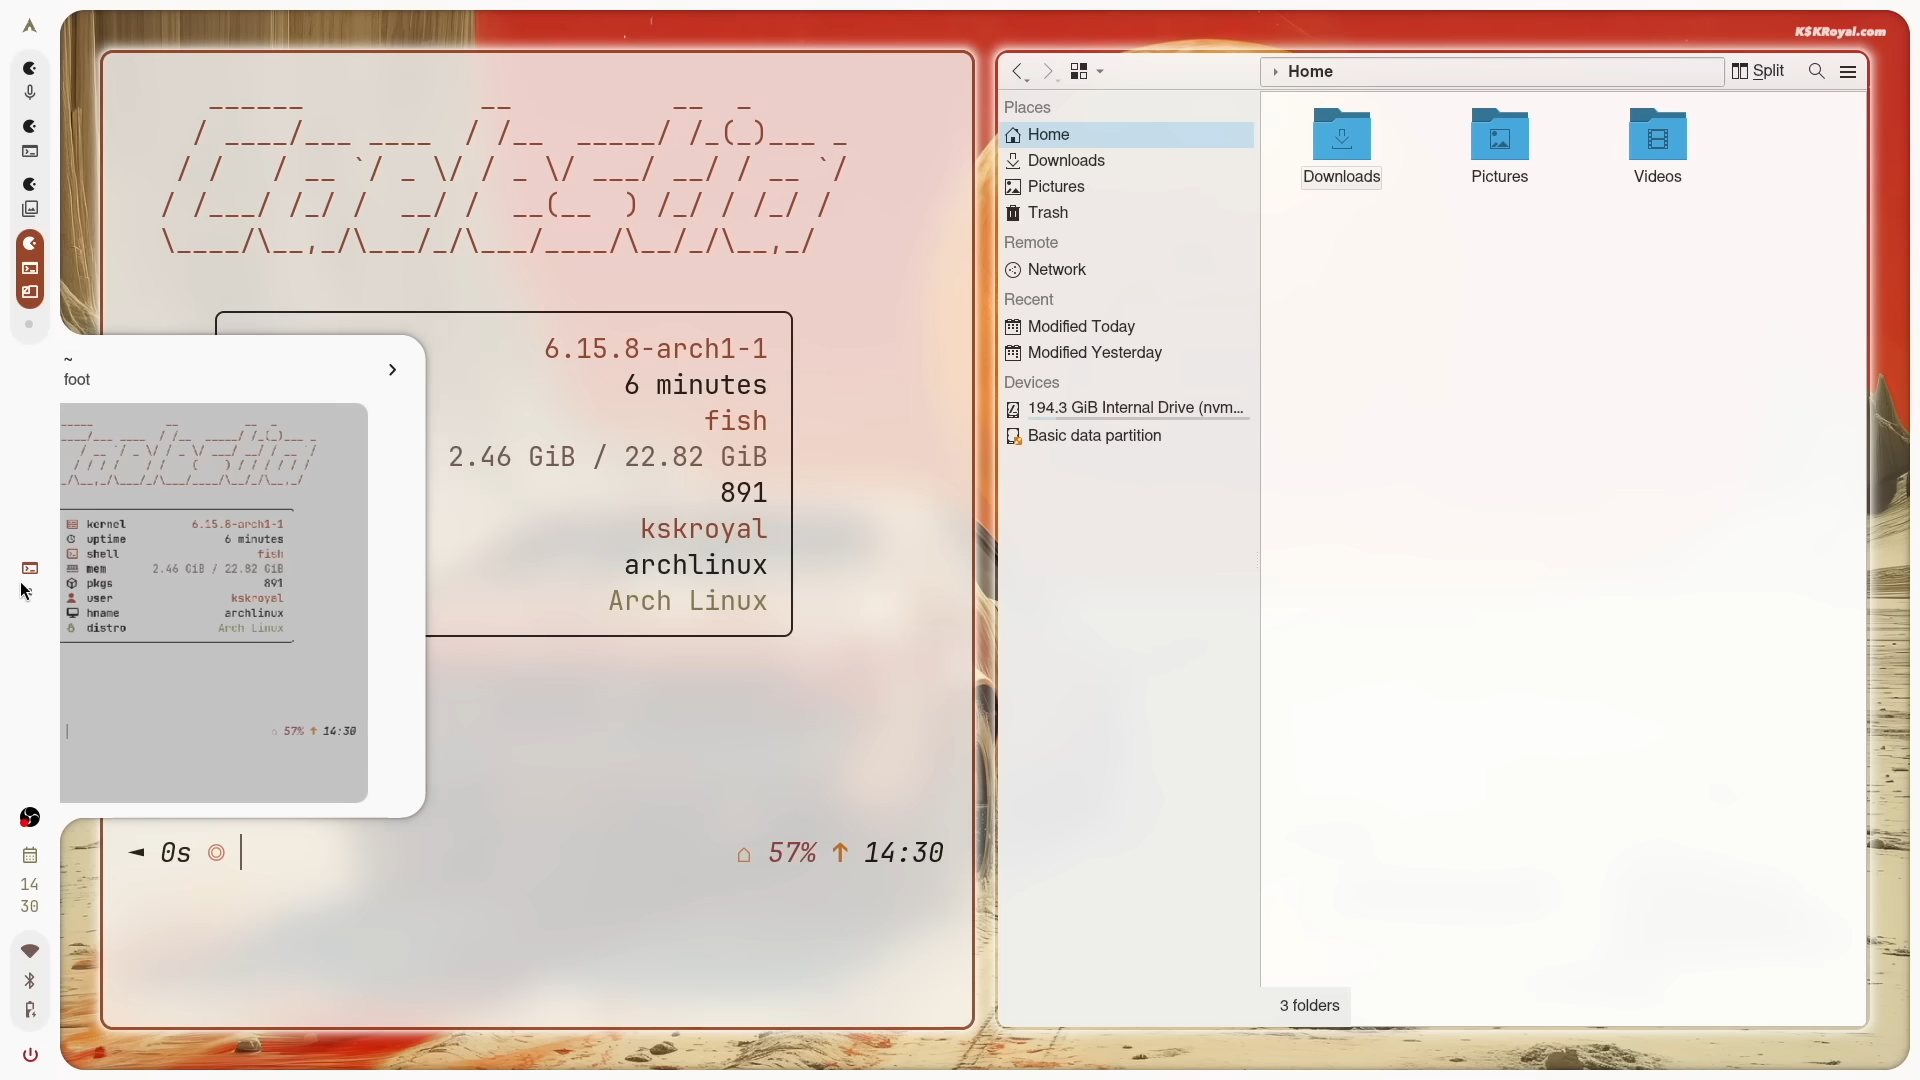 K$KRoyal.com
14
30
6.15.8-arch1-1
6 minutes
fish
2.46 GiB / 22.82 GiB
891
kskroyal
archlinux
Arch Linux
~
foot
kernel 6.15.8-arch1-1
uptime 6 minutes
shell fish
mem 2.46 GiB / 22.82 GiB
pkgs 891
user kskroyal
hname archlinux
distro Arch Linux
57% 14:30
0s 57% 14:30
Home
Split
Places
Home
Downloads
Pictures
Trash
Remote
Network
Recent
Modified Today
Modified Yesterday
Devices
194.3 GiB Internal Drive (nvm...
Basic data partition
Downloads
Pictures
Videos
3 folders